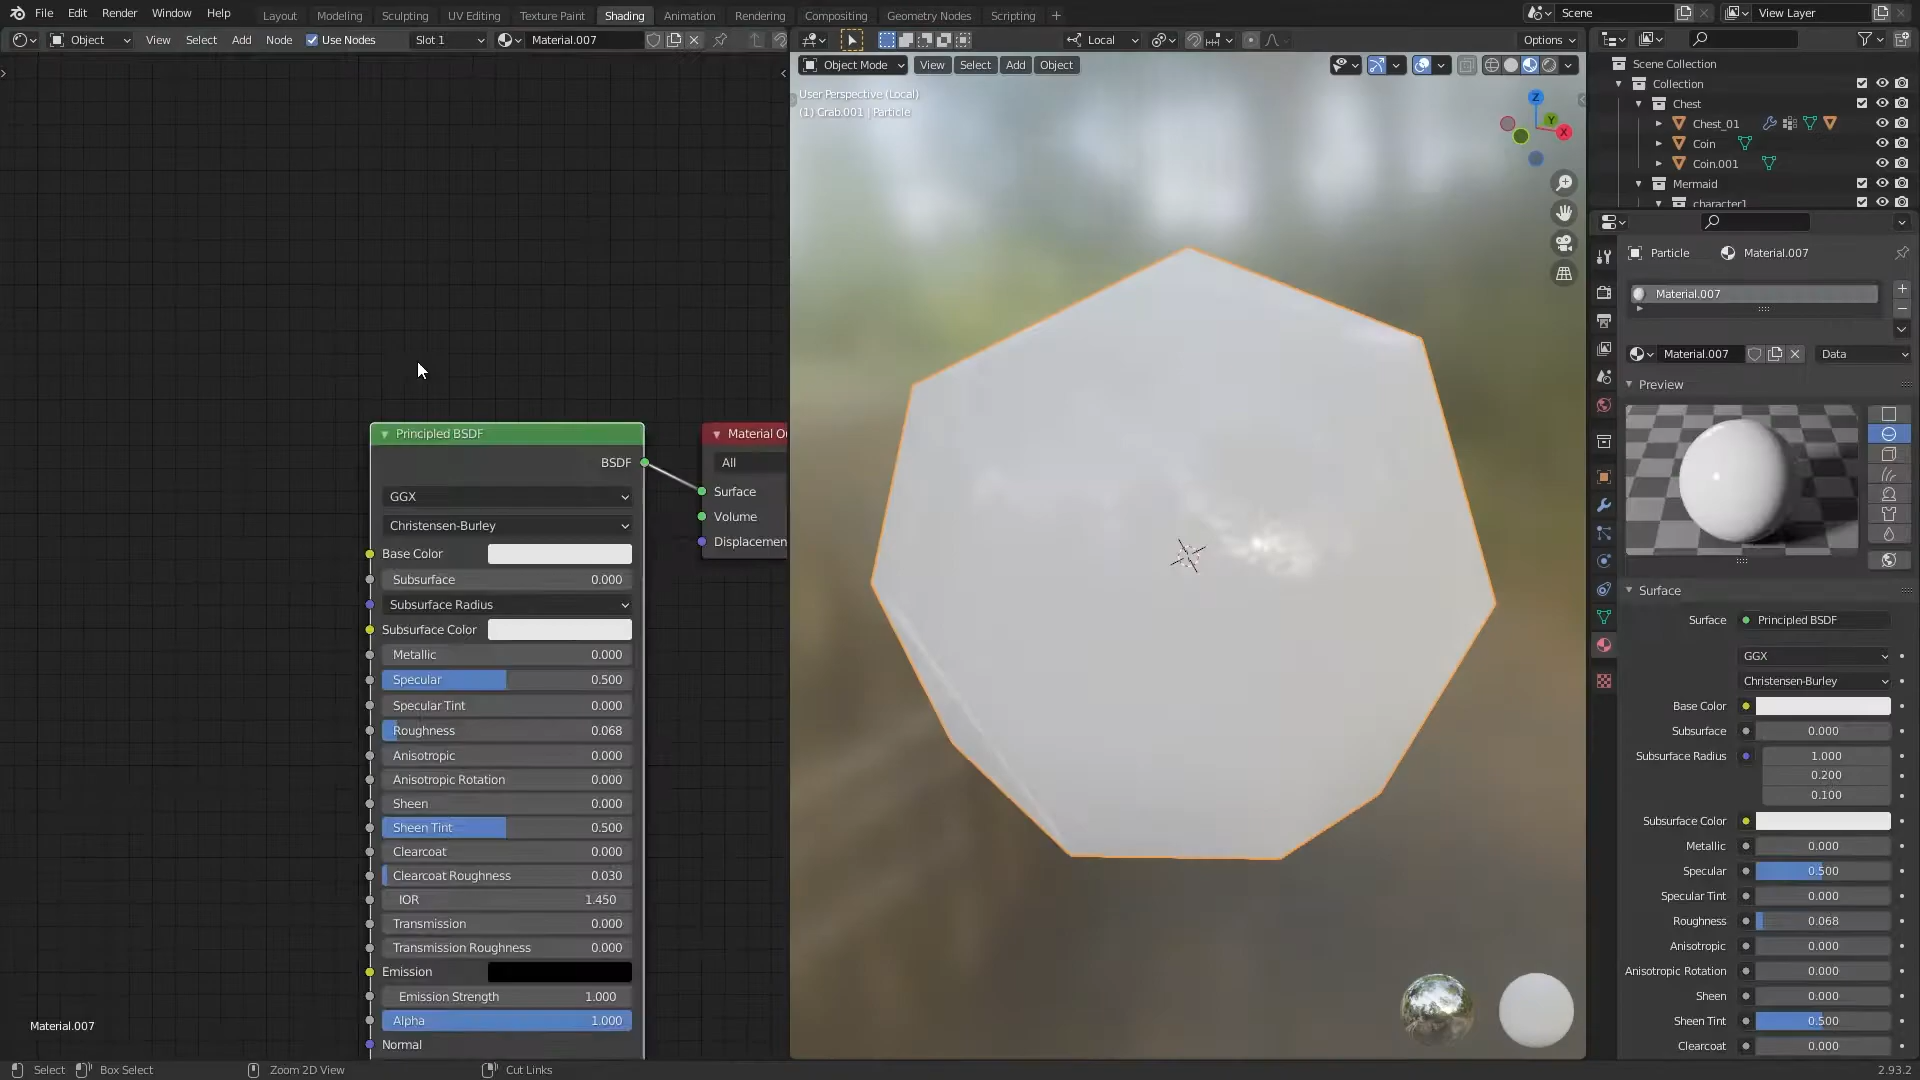 File Edit Render Window Help
Layout Modeling Sculpting UV Editing Texture Paint Shading Animation Rendering Compositing Geometry Nodes Scripting +
Scene
View Layer
Object View Select Add Node Use Nodes Slot 1 Material.007
Local
Options
Object Mode View Select Add Object
User Perspective (Local)
(1) Crab.001 | Particle
Z
Y
X
Scene Collection
Collection
Chest
Chest_01
Coin
Coin.001
Mermaid
character1
Particle Material.007
Material.007
Material.007 Data
Preview
Surface
Surface Principled BSDF
GGX
Christensen-Burley
Base Color
Subsurface 0.000
Subsurface Radius 1.000
0.200
0.100
Subsurface Color
Metallic 0.000
Specular 0.500
Specular Tint 0.000
Roughness 0.068
Anisotropic 0.000
Anisotropic Rotation 0.000
Sheen 0.000
Sheen Tint 0.500
Clearcoat 0.000
Principled BSDF
BSDF
GGX
Christensen-Burley
Base Color
Subsurface 0.000
Subsurface Radius
Subsurface Color
Metallic 0.000
Specular 0.500
Specular Tint 0.000
Roughness 0.068
Anisotropic 0.000
Anisotropic Rotation 0.000
Sheen 0.000
Sheen Tint 0.500
Clearcoat 0.000
Clearcoat Roughness 0.030
IOR 1.450
Transmission 0.000
Transmission Roughness 0.000
Emission
Emission Strength 1.000
Alpha 1.000
Normal
Material O
All
Surface
Volume
Displacemen
Material.007
Select Box Select Zoom 2D View Cut Links
2.93.2